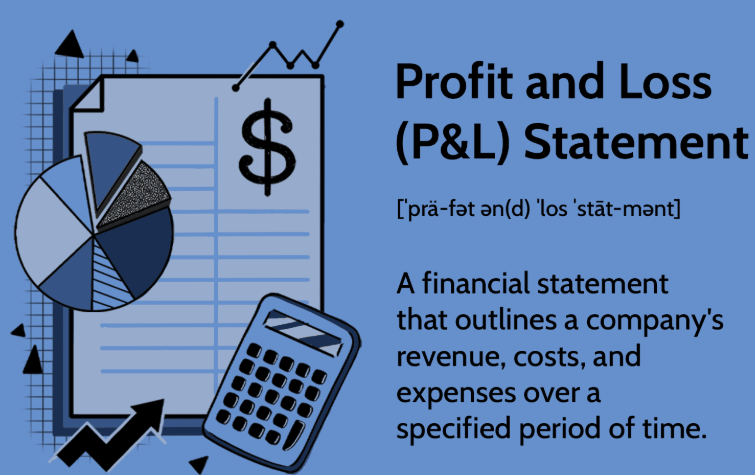 $
Profit and Loss
(P&L) Statement
[ˈprä-fət ən(d) ˈlos ˈstāt-mənt]
A financial statement
that outlines a company's
revenue, costs, and
expenses over a
specified period of time.